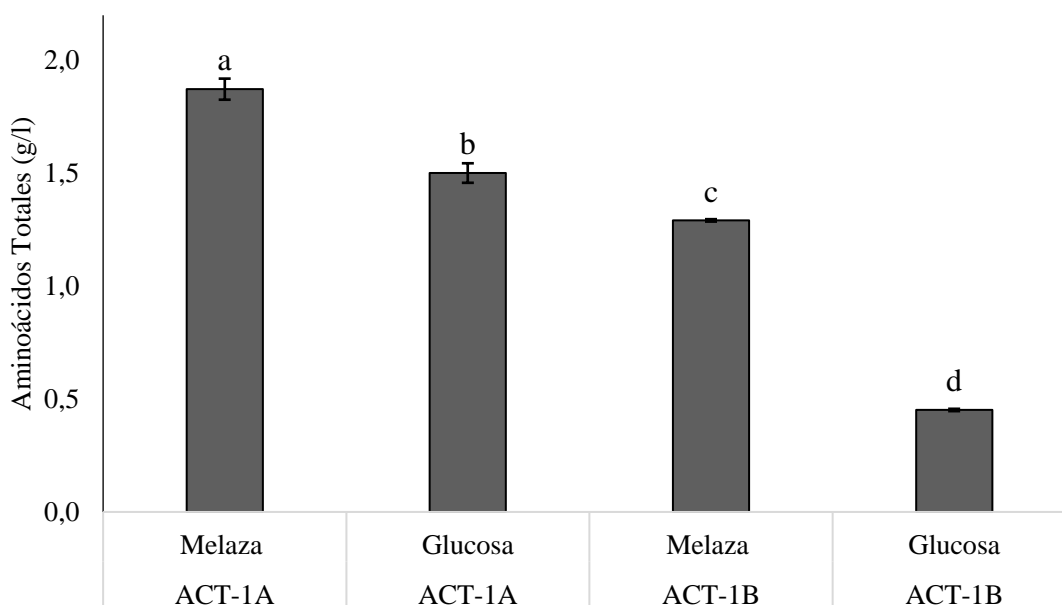 Aminoácidos Totales (g/l)
2,0
1,5
1,0
0,5
0,0
a
b
c
d
Melaza Glucosa Melaza Glucosa
ACT-1A ACT-1A ACT-1B ACT-1B